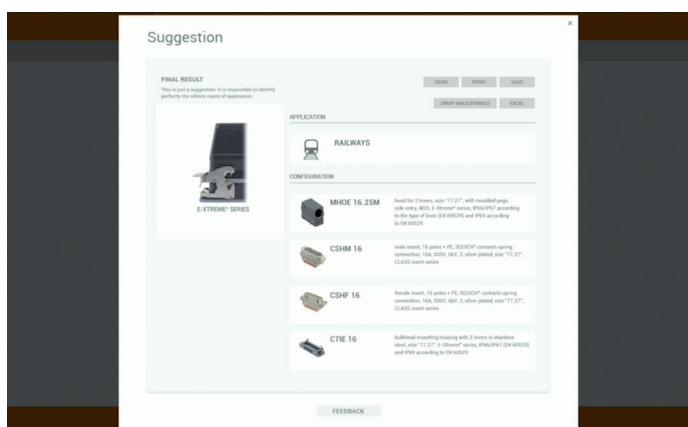 ×
Suggestion
FINAL RESULT
This is just a suggestion. It is impossible to identify
perfectly the infinite cases of application.
SEND
PRINT
SAVE
SWAP MALE/FEMALE
EXCEL
E-XTREME® SERIES
APPLICATION
RAILWAYS
CONFIGURATION
MHOE 16.25M
hood for 2 levers, size "77.27", with moulded pegs,
side entry, M25, E-Xtreme® series, IP66/IP67 according
to the type of lever (EN 60529) and IP69 according
to EN 60529
CSHM 16
male insert, 16 poles + PE, SQUICH® contacts spring
connection, 16A, 500V, 6kV, 3, silver plated, size "77.27",
CLASS insert series
CSHF 16
female insert, 16 poles + PE, SQUICH® contacts spring
connection, 16A, 500V, 6kV, 3, silver plated, size "77.27",
CLASS insert series
C7IE 16
bulkhead mounting housing with 2 levers in stainless
steel, size "77.27", E-Xtreme® series, IP66/IP67 (EN 60529)
and IP69 according to EN 60529
FEEDBACK